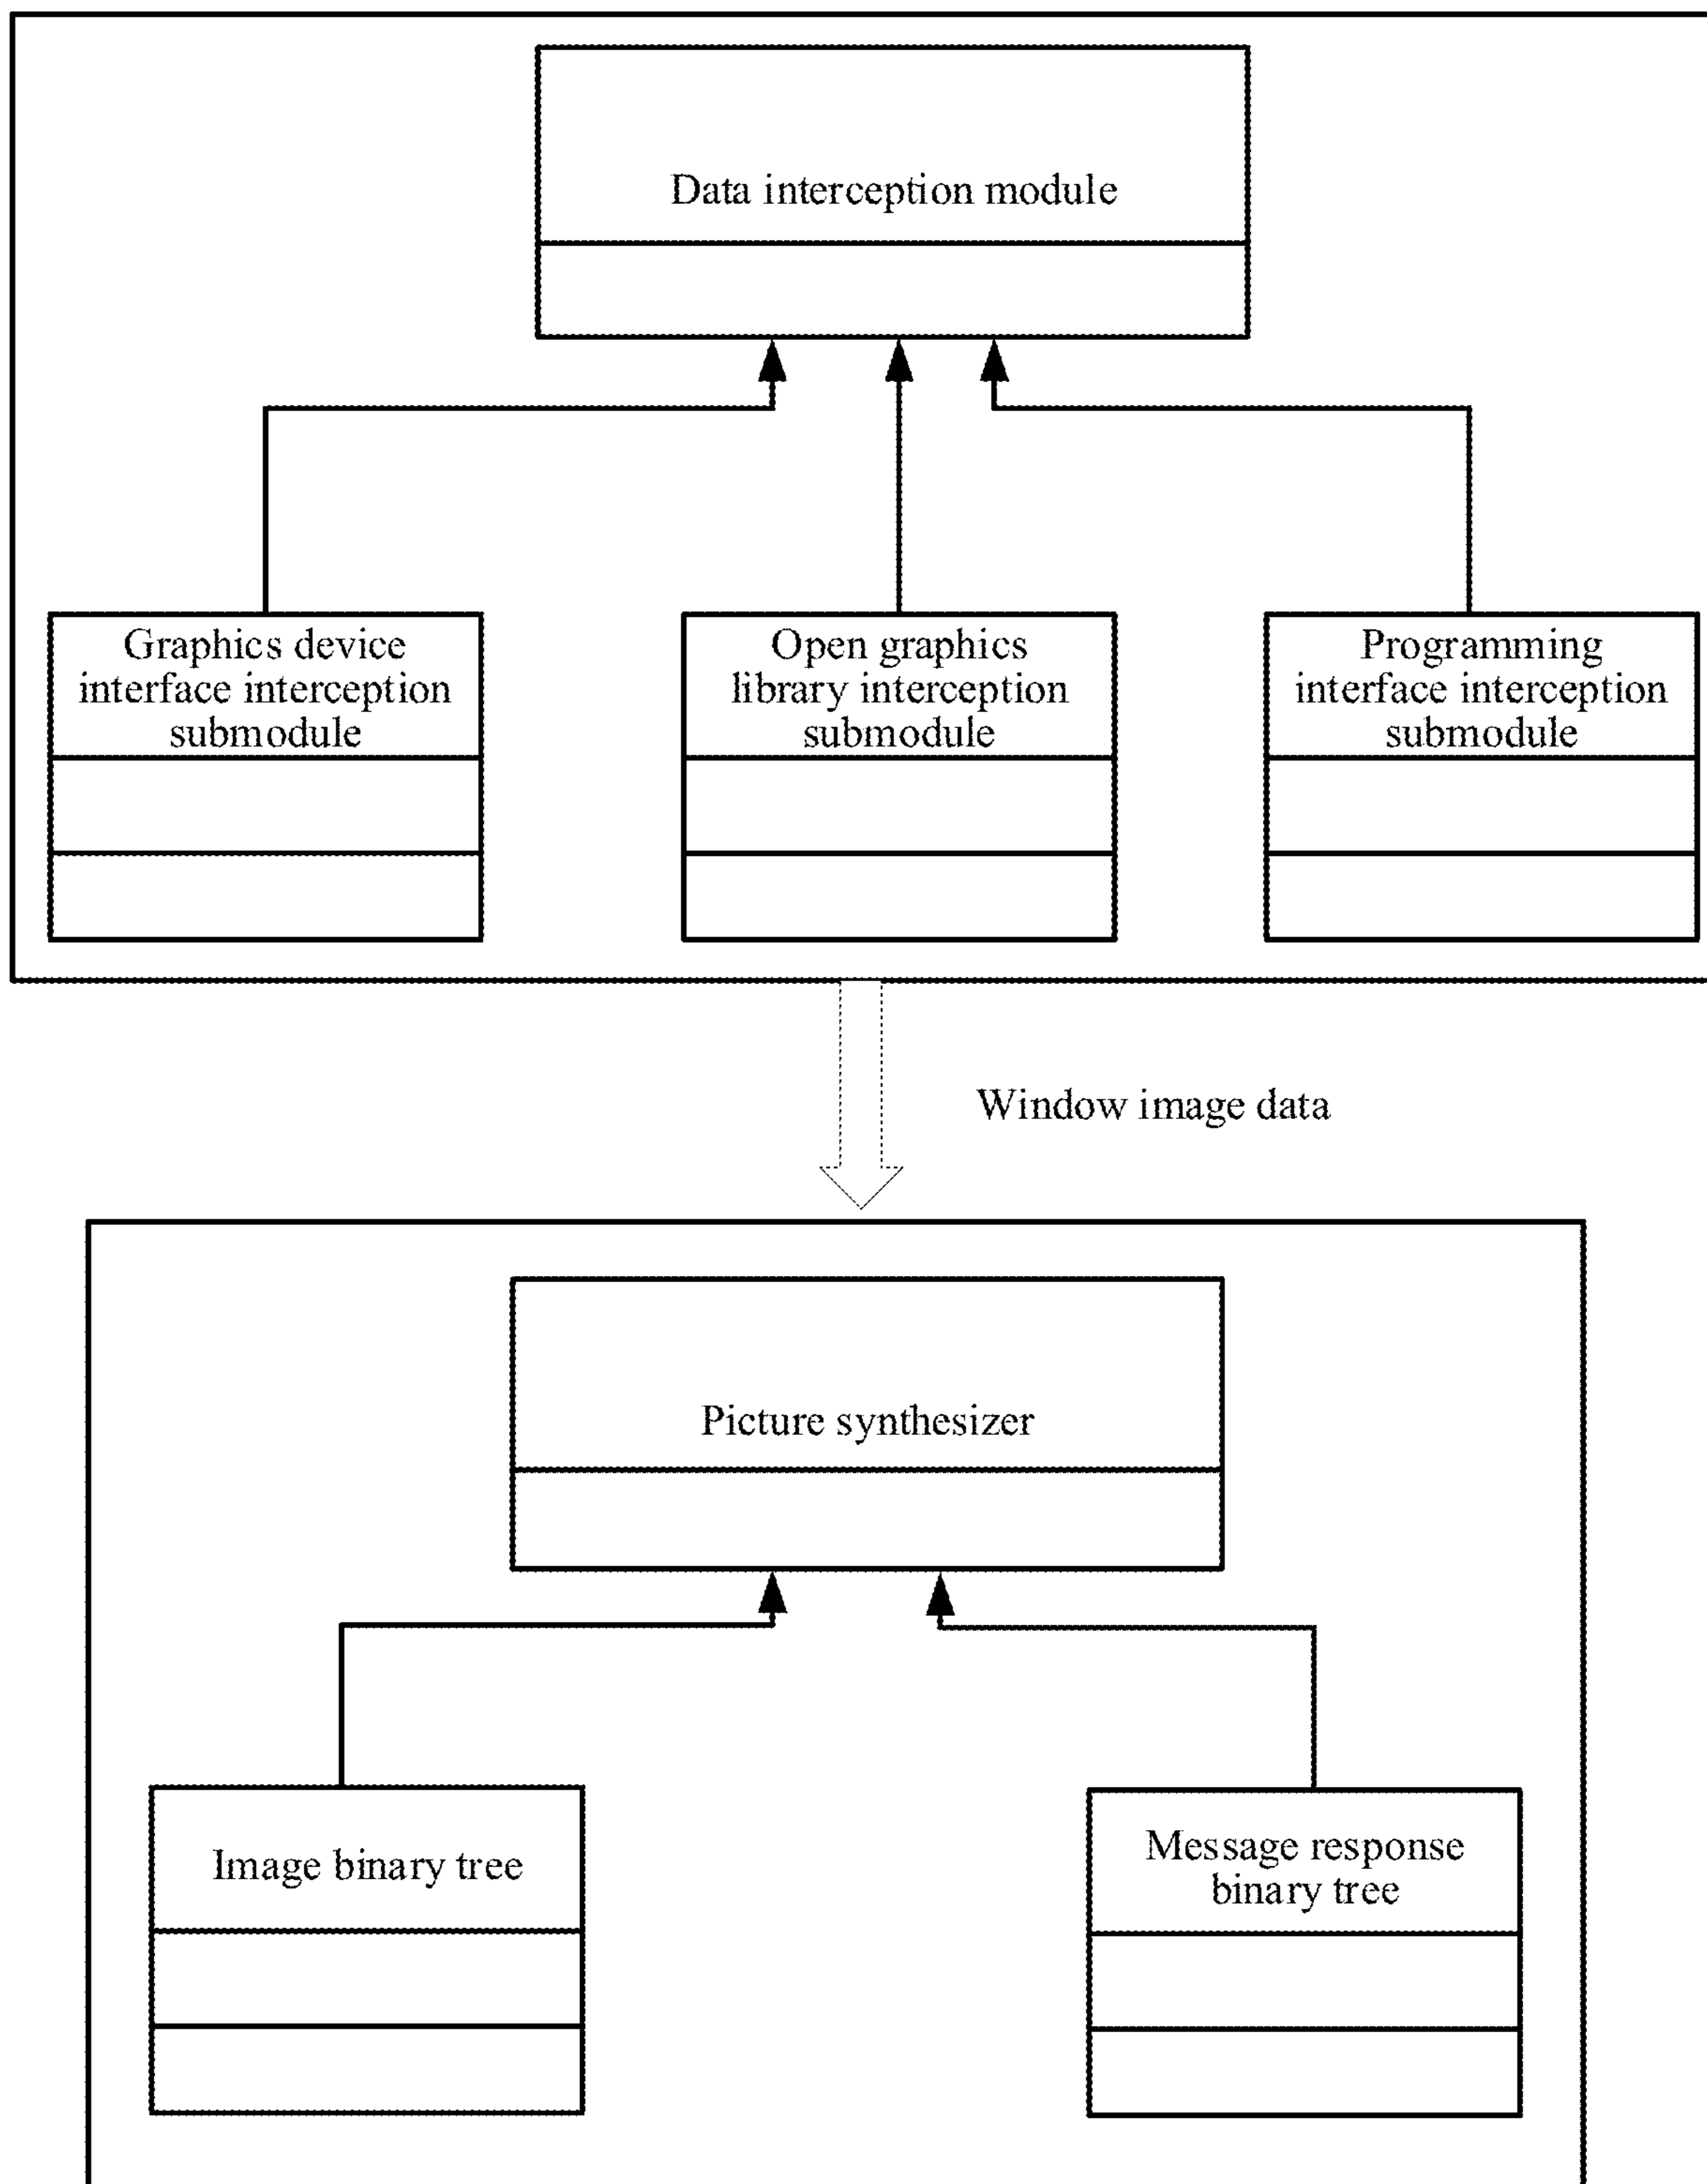 Data interception module
Graphics device
interface interception
submodule
Open graphics
library interception
submodule
Programming
interface interception
submodule
Window image data
Picture synthesizer
Image binary tree
Message response
binary tree